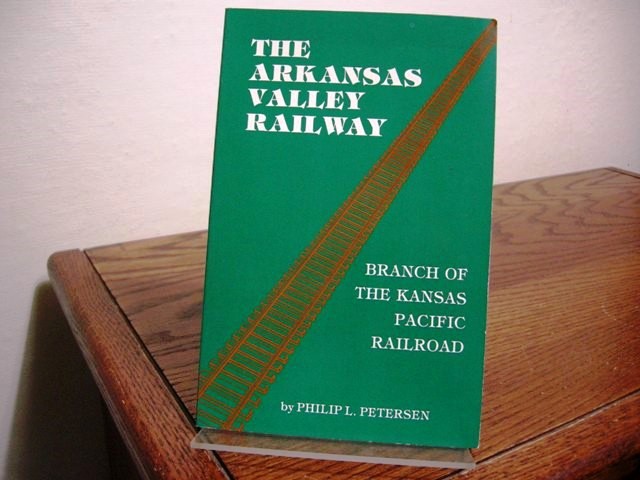 THE
ARKANSAS
VALLEY
RAILWAY
BRANCH OF
THE KANSAS
PACIFIC
RAILROAD
by PHILIP L. PETERSEN